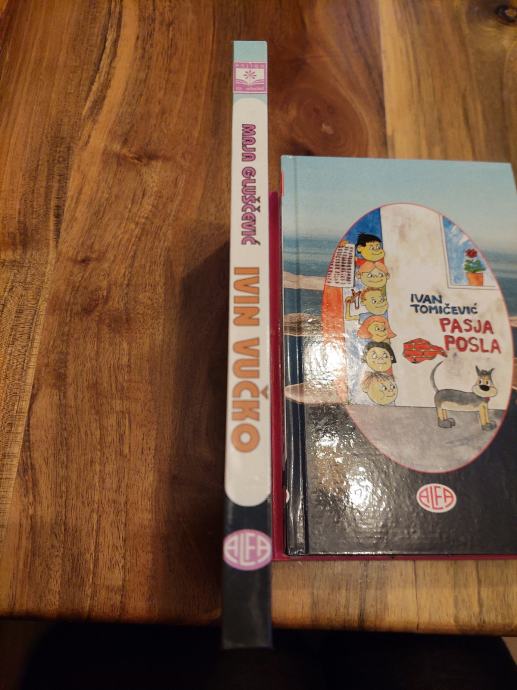 MAJA GLUŠČEVIĆ IVIN VUČKO
ALFA
IVAN
TOMIČEVIĆ
PASJA
POSLA
ALFA